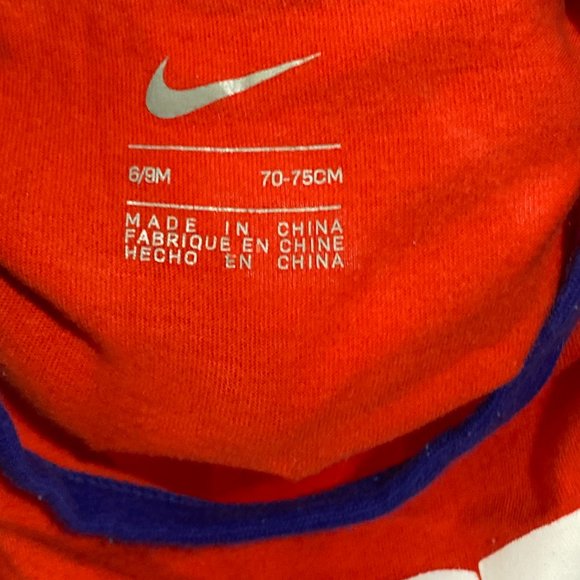 6/9M 70-75CM
MADE IN CHINA
FABRIQUE EN CHINE
HECHO EN CHINA